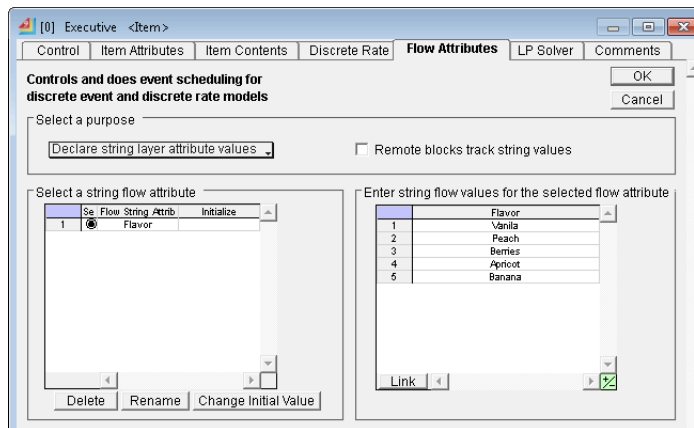 [0] Executive <Item>
Control Item Attributes Item Contents Discrete Rate Flow Attributes LP Solver Comments
Controls and does event scheduling for
discrete event and discrete rate models
OK
Cancel
Select a purpose
Declare string layer attribute values
Remote blocks track string values
Select a string flow attribute
Se Flow String Attrib Initialize
1 Flavor
Delete Rename Change Initial Value
Enter string flow values for the selected flow attribute
Flavor
1 Vanila
2 Peach
3 Berries
4 Apricot
5 Banana
Link